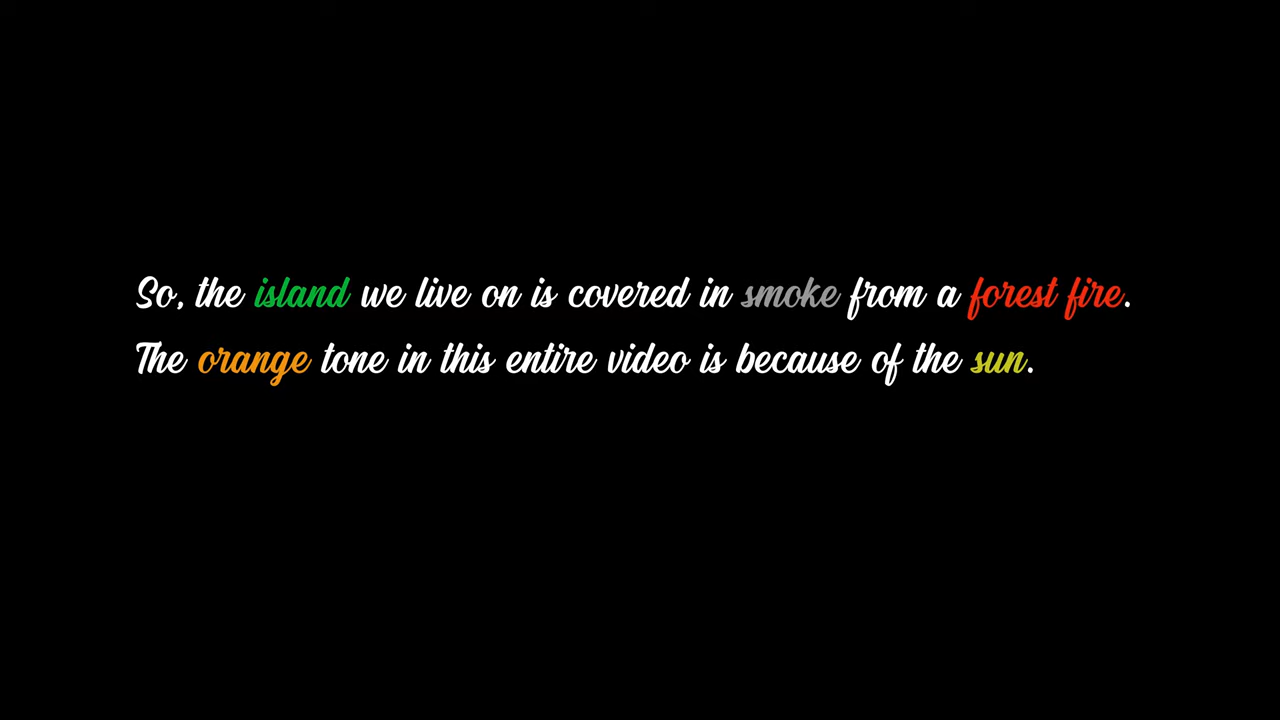 So, the island we live on is covered in smoke from a forest fire.
The orange tone in this entire video is because of the sun.